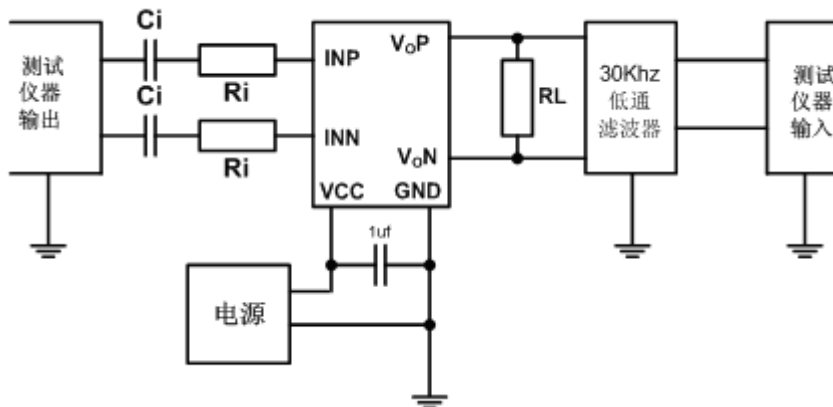 Ci
测试
仪器
输出
Ri
Ci
Ri
INP
INN
VCC
GND
VOP
VON
RL
1uf
电源
30Khz
低通
滤波器
测试
仪器
输入